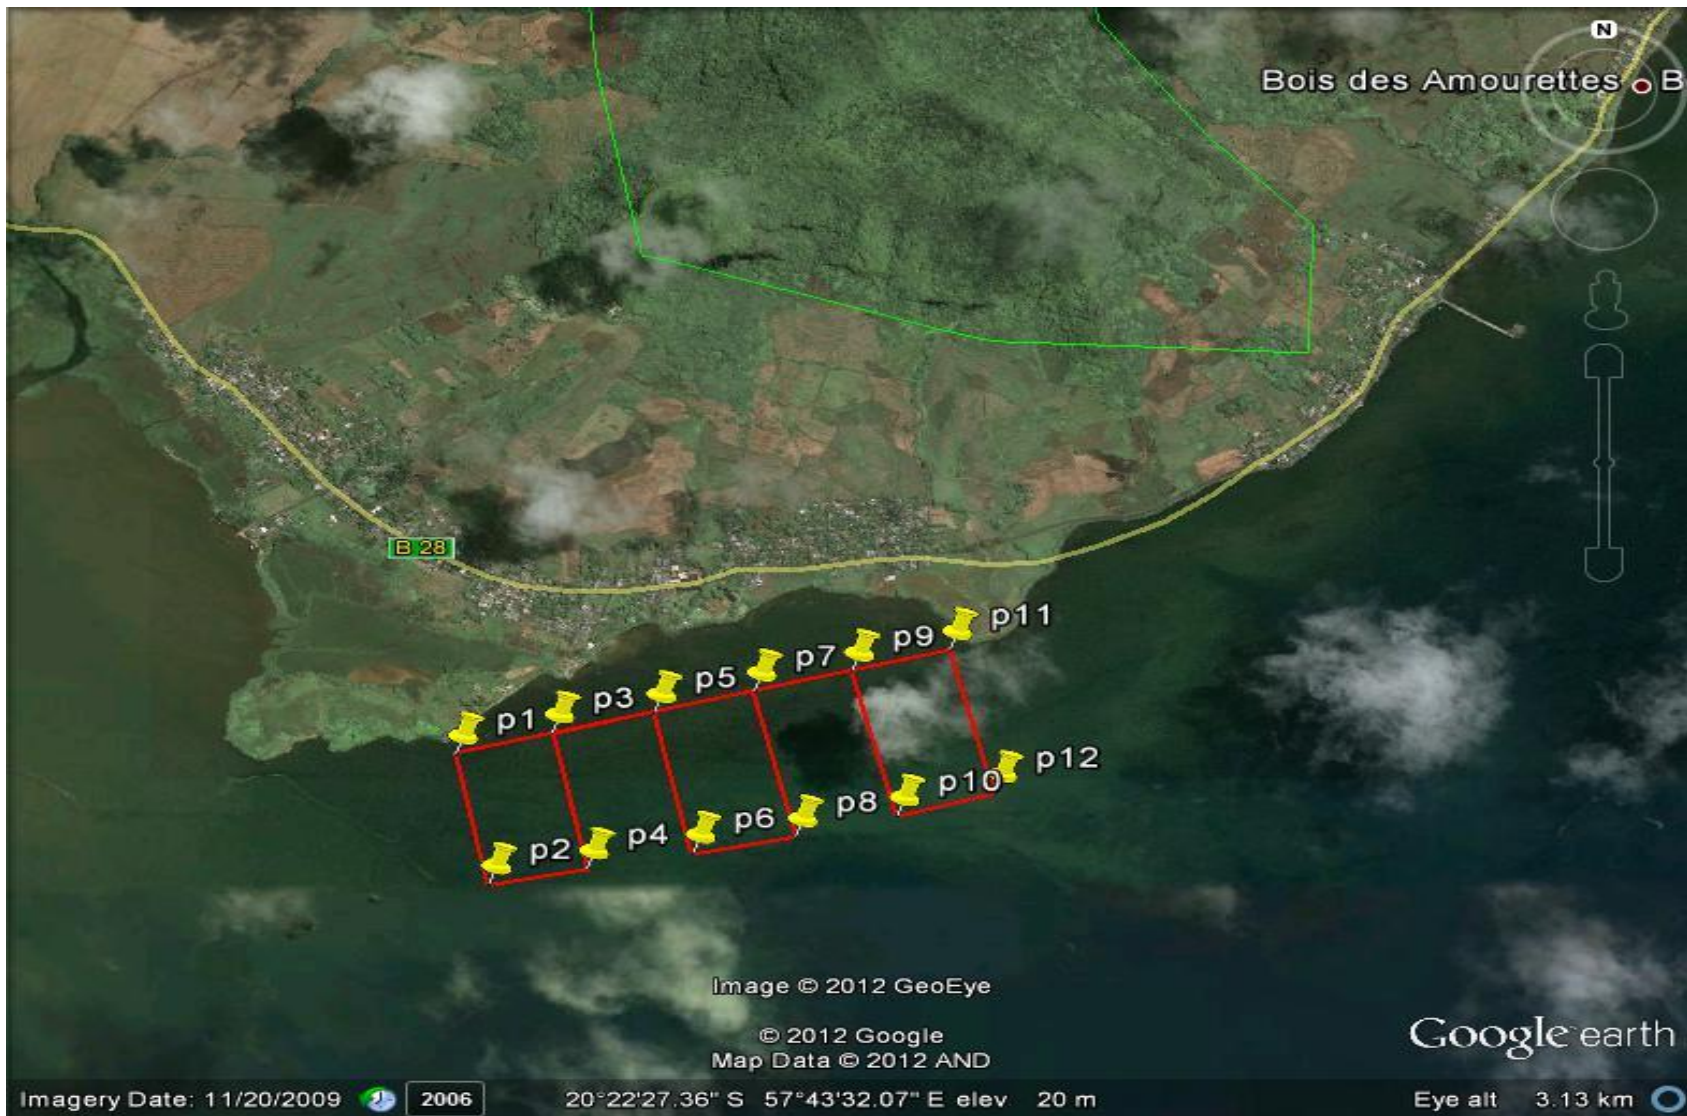 N
Bois des Amourettes B
B 28
p11
p9
p7
p5
p3
p1
p12
p10
p8
p6
p4
p2
Image © 2012 GeoEye
© 2012 Google
Map Data © 2012 AND
Google earth
Imagery Date: 11/20/2009 2006 20°22'27.36" S 57°43'32.07" E elev 20 m Eye alt 3.13 km